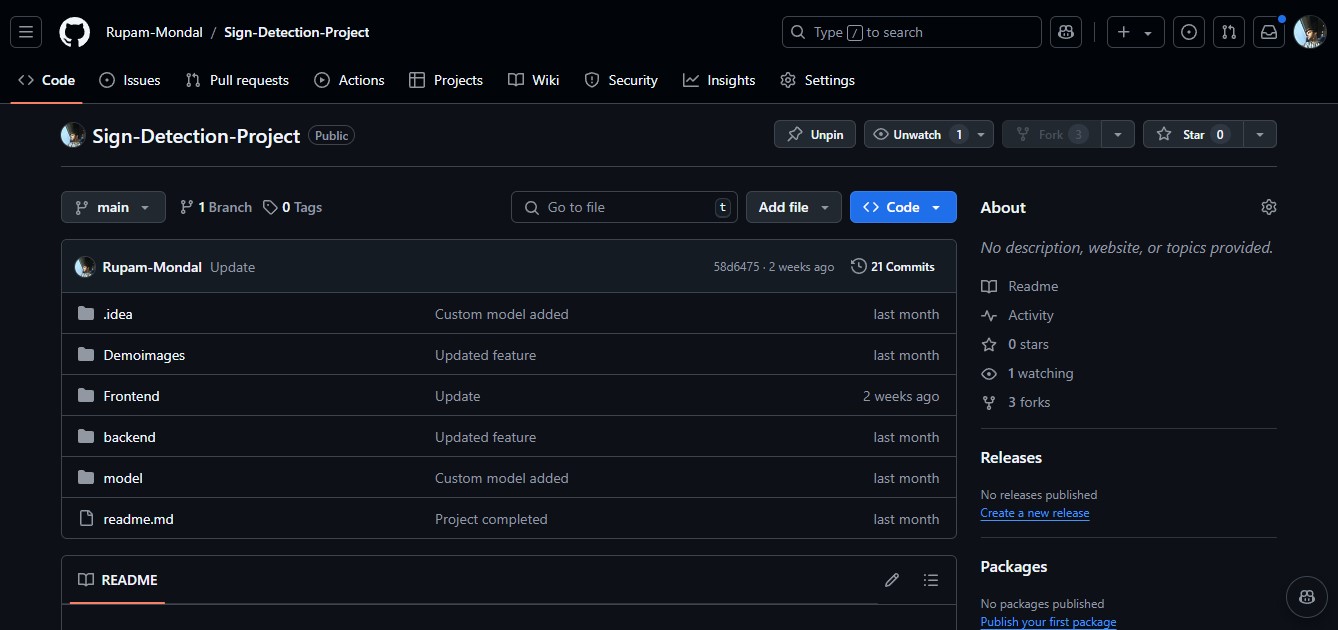 Rupam-Mondal / Sign-Detection-Project Type / to search
Code Issues Pull requests Actions Projects Wiki Security Insights Settings
Sign-Detection-Project Public Unpin Unwatch 1 Fork 3 Star 0
main 1 Branch 0 Tags Go to file t Add file Code
Rupam-Mondal Update 58d6475 · 2 weeks ago 21 Commits
.idea Custom model added last month
Demoimages Updated feature last month
Frontend Update 2 weeks ago
backend Updated feature last month
model Custom model added last month
readme.md Project completed last month
README
About
No description, website, or topics provided.
Readme
Activity
0 stars
1 watching
3 forks
Releases
No releases published
Create a new release
Packages
No packages published
Publish your first package